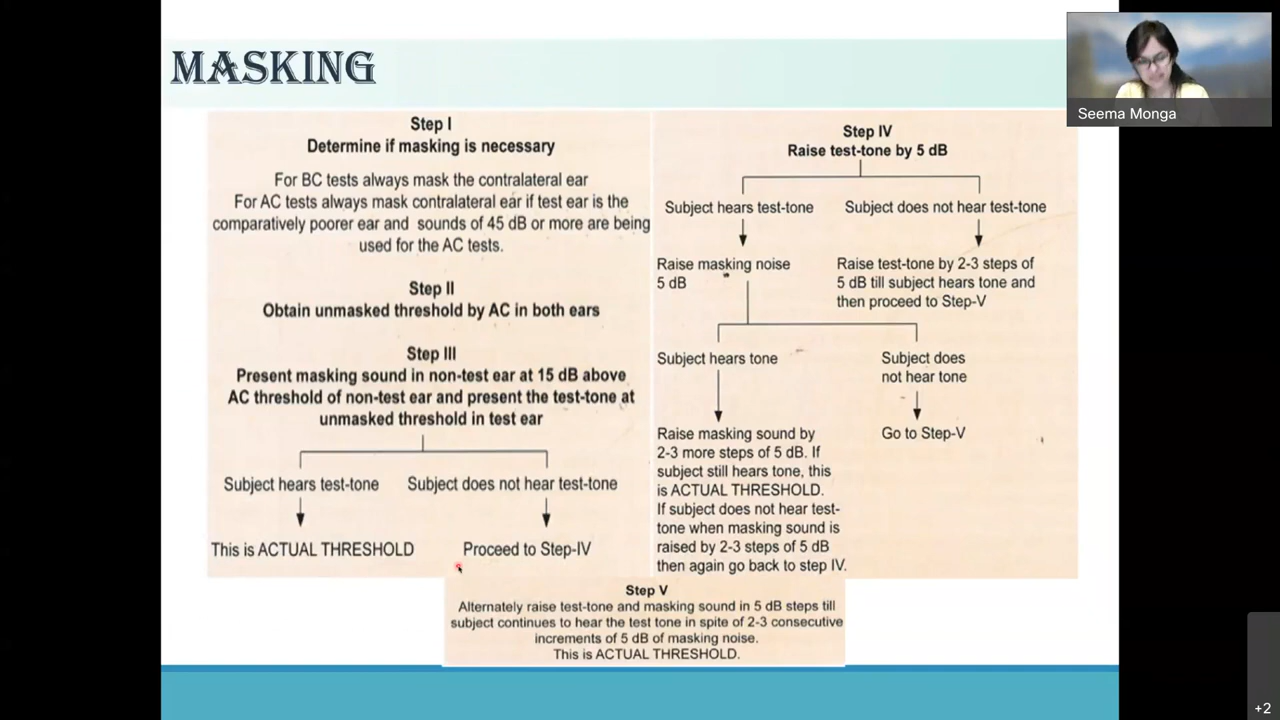 MASKING
Seema Monga
Step I
Determine if masking is necessary
For BC tests always mask the contralateral ear
For AC tests always mask contralateral ear if test ear is the
comparatively poorer ear and sounds of 45 dB or more are being
used for the AC tests.
Step II
Obtain unmasked threshold by AC in both ears
Step III
Present masking sound in non-test ear at 15 dB above
AC threshold of non-test ear and present the test-tone at
unmasked threshold in test ear
Subject hears test-tone
Subject does not hear test-tone
This is ACTUAL THRESHOLD
Proceed to Step-IV
Step IV
Raise test-tone by 5 dB
Subject hears test-tone
Subject does not hear test-tone
Raise masking noise
5 dB
Raise test-tone by 2-3 steps of
5 dB till subject hears tone and
then proceed to Step-V
Subject hears tone
Subject does
not hear tone
Raise masking sound by
2-3 more steps of 5 dB. If
subject still hears tone, this
is ACTUAL THRESHOLD.
If subject does not hear test-
tone when masking sound is
raised by 2-3 steps of 5 dB
then again go back to step IV.
Go to Step-V
Step V
Alternately raise test-tone and masking sound in 5 dB steps till
subject continues to hear the test tone in spite of 2-3 consecutive
increments of 5 dB of masking noise.
This is ACTUAL THRESHOLD.
+2